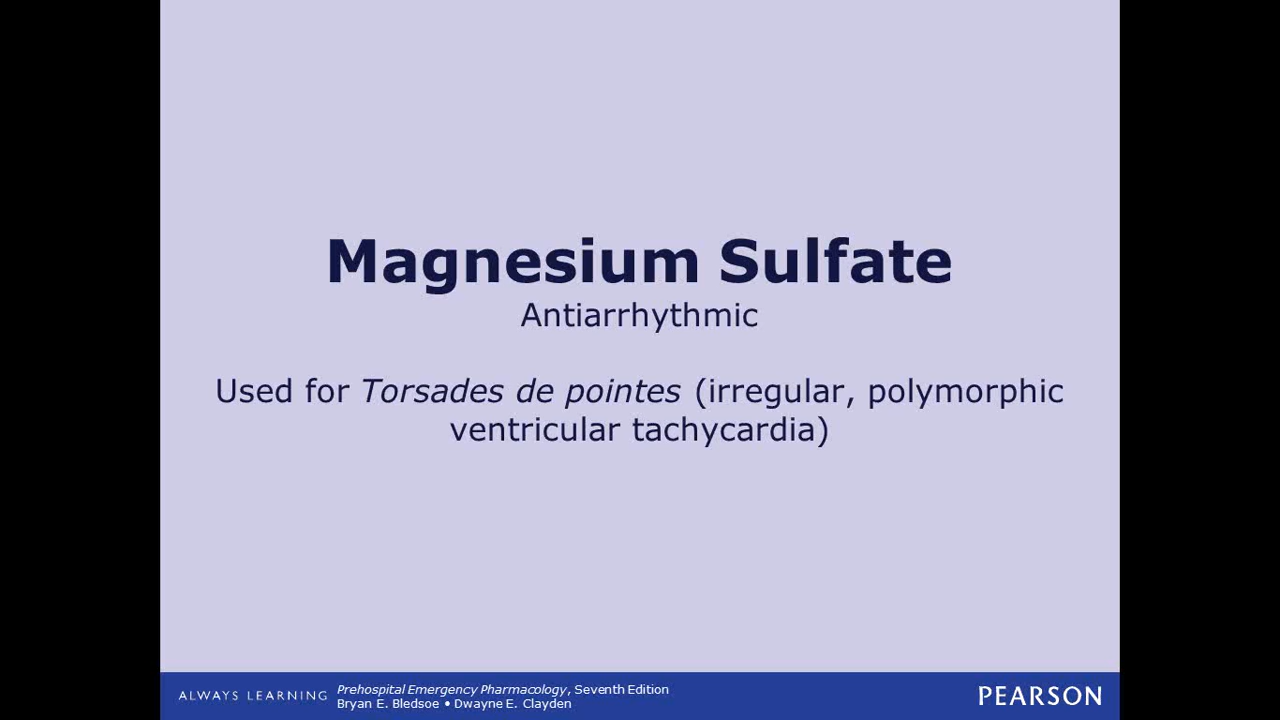 Magnesium Sulfate
Antiarrhythmic
Used for Torsades de pointes (irregular, polymorphic
ventricular tachycardia)
ALWAYS LEARNING
Prehospital Emergency Pharmacology, Seventh Edition
Bryan E. Bledsoe • Dwayne E. Clayden
PEARSON